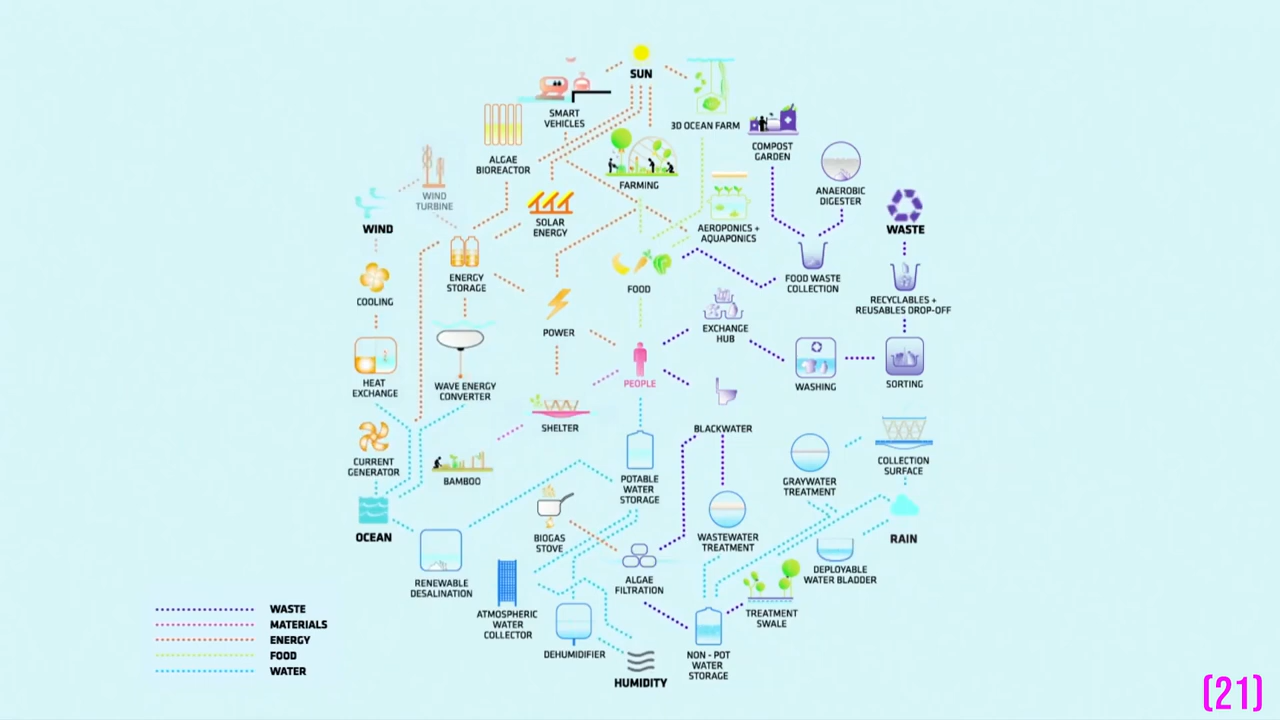 SUN
SMART
VEHICLES
3D OCEAN FARM
COMPOST
GARDEN
ALGAE
BIOREACTOR
FARMING
ANAEROBIC
DIGESTER
WIND
TURBINE
WIND
SOLAR
ENERGY
AEROPONICS +
AQUAPONICS
WASTE
ENERGY
STORAGE
FOOD
FOOD WASTE
COLLECTION
COOLING
RECYCLABLES +
REUSABLES DROP-OFF
POWER
EXCHANGE
HUB
HEAT
EXCHANGE
WAVE ENERGY
CONVERTER
PEOPLE
WASHING
SORTING
SHELTER
BLACKWATER
CURRENT
GENERATOR
BAMBOO
POTABLE
WATER
STORAGE
GRAYWATER
TREATMENT
COLLECTION
SURFACE
OCEAN
BIOGAS
STOVE
WASTEWATER
TREATMENT
RAIN
RENEWABLE
DESALINATION
ALGAE
FILTRATION
DEPLOYABLE
WATER BLADDER
ATMOSPHERIC
WATER
COLLECTOR
TREATMENT
SWALE
DEHUMIDIFIER
HUMIDITY
NON - POT
WATER
STORAGE
WASTE
MATERIALS
ENERGY
FOOD
WATER
(21)